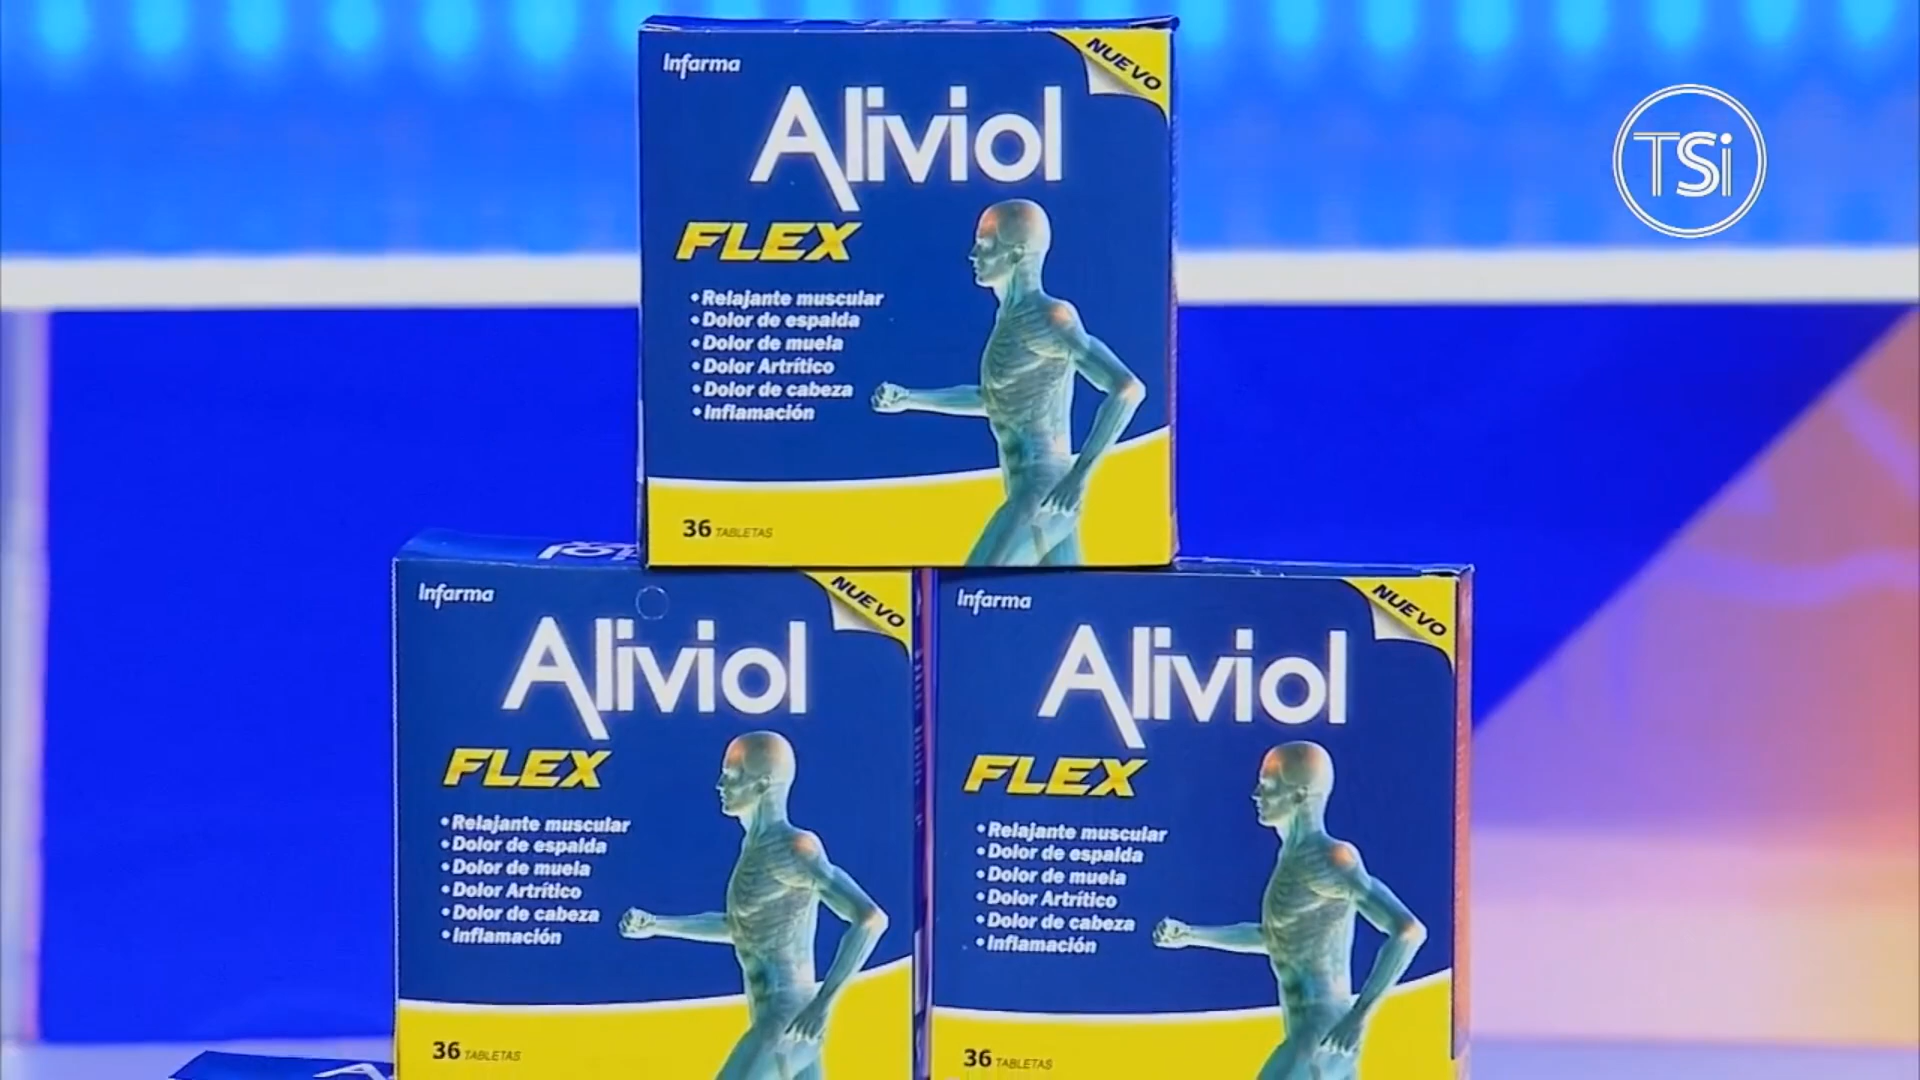 Infarma
NUEVO
Aliviol
FLEX
• Relajante muscular
• Dolor de espalda
• Dolor de muela
• Dolor Artrítico
• Dolor de cabeza
• Inflamación
36 TABLETAS
TSi
Infarma
NUEVO
Aliviol
FLEX
• Relajante muscular
• Dolor de espalda
• Dolor de muela
• Dolor Artrítico
• Dolor de cabeza
• Inflamación
36 TABLETAS
Infarma
NUEVO
Aliviol
FLEX
• Relajante muscular
• Dolor de espalda
• Dolor de muela
• Dolor Artrítico
• Dolor de cabeza
• Inflamación
36 TABLETAS